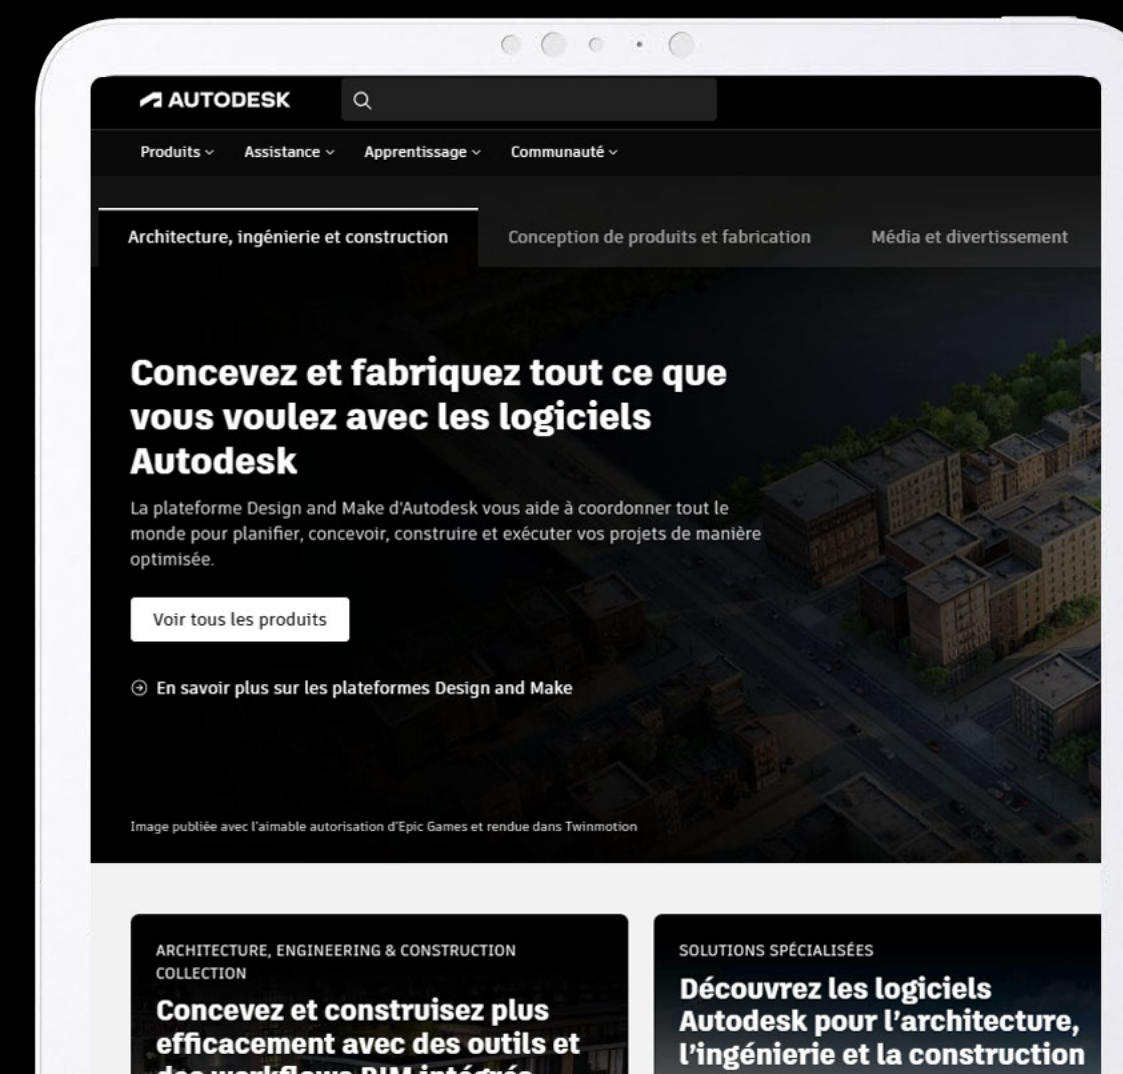 AUTODESK
Produits Assistance Apprentissage Communauté
Architecture, ingénierie et construction Conception de produits et fabrication Média et divertissement
Concevez et fabriquez tout ce que
vous voulez avec les logiciels
Autodesk
La plateforme Design and Make d'Autodesk vous aide à coordonner tout le
monde pour planifier, concevoir, construire et exécuter vos projets de manière
optimisée.
Voir tous les produits
En savoir plus sur les plateformes Design and Make
Image publiée avec l'aimable autorisation d'Epic Games et rendue dans Twinmotion
ARCHITECTURE, ENGINEERING & CONSTRUCTION
COLLECTION
Concevez et construisez plus
efficacement avec des outils et
des workflows BIM intégrés
SOLUTIONS SPÉCIALISÉES
Découvrez les logiciels
Autodesk pour l'architecture,
l'ingénierie et la construction